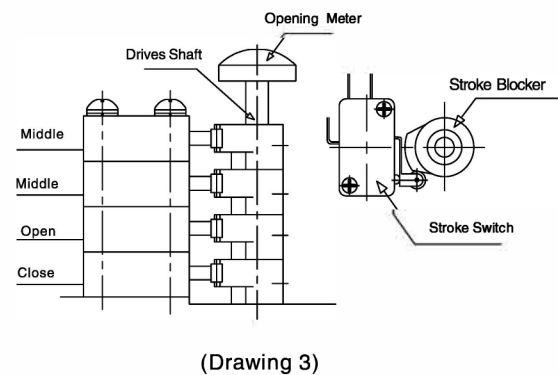 Opening Meter
Drives Shaft
Stroke Blocker
Middle
Middle
Open
Stroke Switch
Close
(Drawing 3)